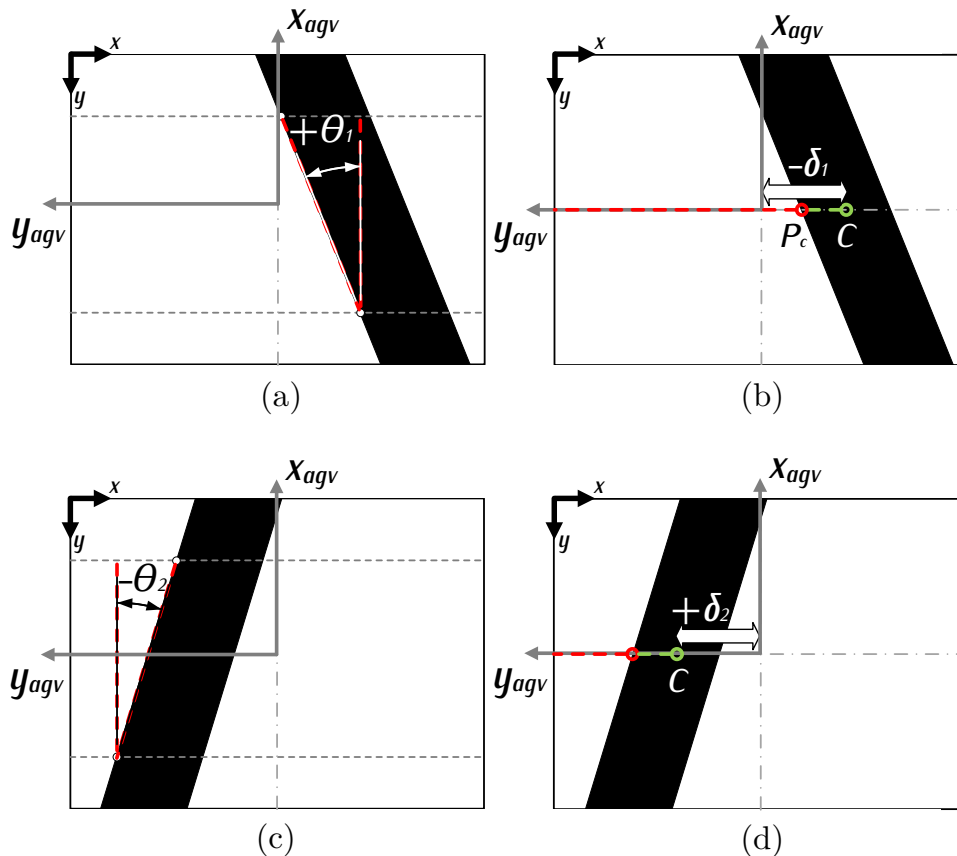 x
y
x_agv
y_agv
+θ₁
(a)
x
y
x_agv
y_agv
−δ₁
P_c
C
(b)
x
y
x_agv
y_agv
−θ₂
(c)
x
y
x_agv
y_agv
+δ₂
C
(d)